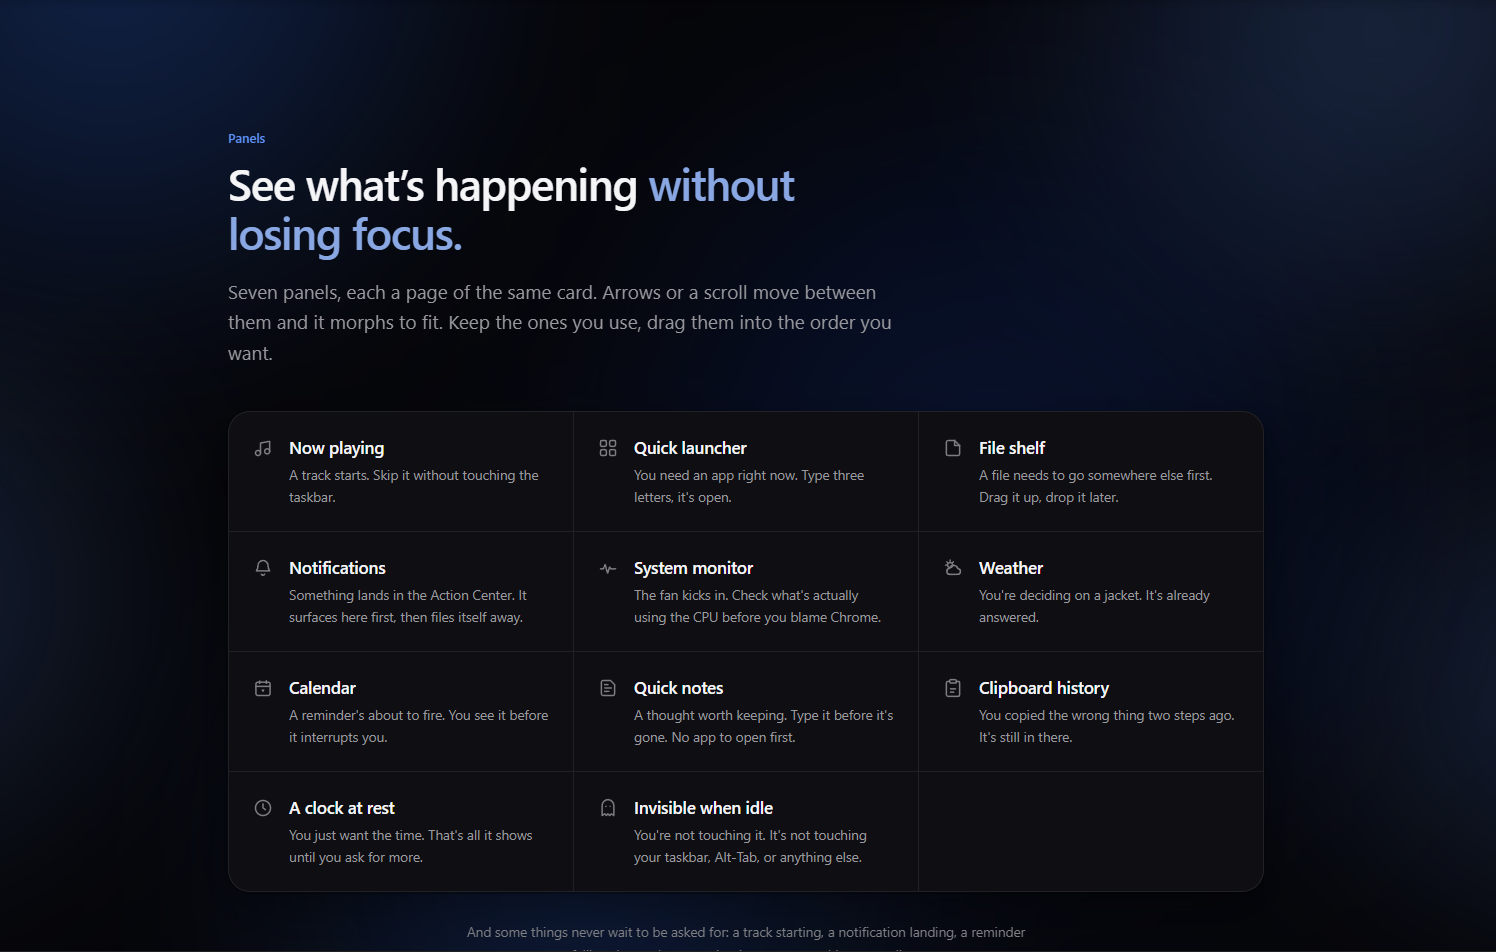 Panels
See what’s happening without
losing focus.
Seven panels, each a page of the same card. Arrows or a scroll move between
them and it morphs to fit. Keep the ones you use, drag them into the order you
want.
Now playing
A track starts. Skip it without touching the
taskbar.
Quick launcher
You need an app right now. Type three
letters, it's open.
File shelf
A file needs to go somewhere else first.
Drag it up, drop it later.
Notifications
Something lands in the Action Center. It
surfaces here first, then files itself away.
System monitor
The fan kicks in. Check what's actually
using the CPU before you blame Chrome.
Weather
You're deciding on a jacket. It's already
answered.
Calendar
A reminder's about to fire. You see it before
it interrupts you.
Quick notes
A thought worth keeping. Type it before it's
gone. No app to open first.
Clipboard history
You copied the wrong thing two steps ago.
It's still in there.
A clock at rest
You just want the time. That's all it shows
until you ask for more.
Invisible when idle
You're not touching it. It's not touching
your taskbar, Alt-Tab, or anything else.
And some things never wait to be asked for: a track starting, a notification landing, a reminder